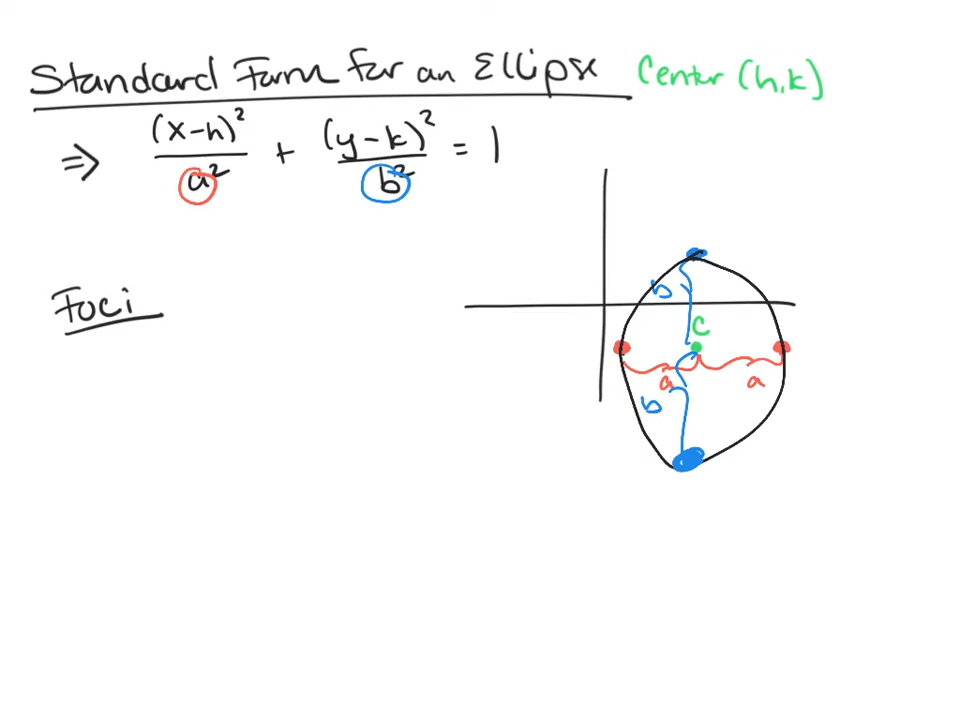 Standard Form for an Ellipse Center (h,k)
⇒ (x-h)²/a² + (y-k)²/b² = 1
Foci
b
C
a a
b